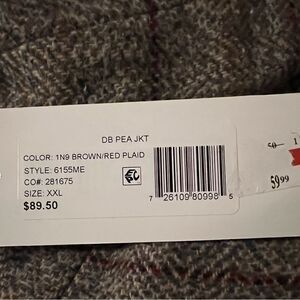 DB PEA JKT
COLOR: 1N9 BROWN/RED PLAID
STYLE: 6155ME
CO#: 281675
SIZE: XXL
$89.50
7 26109 80998 5
59.99